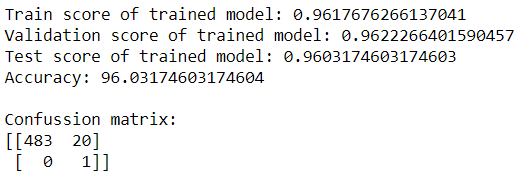 Train score of trained model: 0.9617676266137041
Validation score of trained model: 0.9622266401590457
Test score of trained model: 0.9603174603174603
Accuracy: 96.03174603174604

Confussion matrix:
[[483  20]
 [  0   1]]